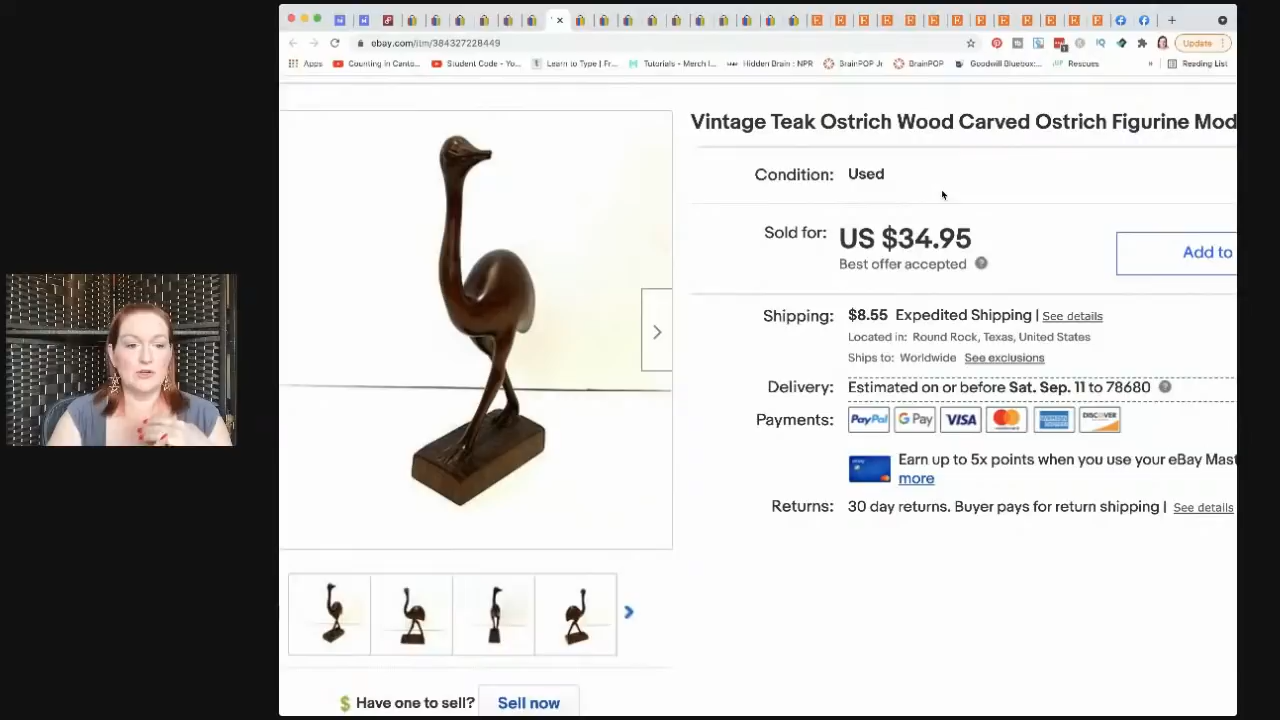 ebay.com/itm/384327228449
Update
Apps
Counting in Canto...
Student Code - Yo...
Learn to Type | Fr...
Tutorials - Merch I...
Hidden Brain : NPR
BrainPOP Jr
BrainPOP
Goodwill Bluebox:...
Rescues
»
Reading List
Vintage Teak Ostrich Wood Carved Ostrich Figurine Mod
Condition: Used
Sold for: US $34.95
Best offer accepted
Add to
Shipping: $8.55 Expedited Shipping | See details
Located in: Round Rock, Texas, United States
Ships to: Worldwide See exclusions
Delivery: Estimated on or before Sat. Sep. 11 to 78680
Payments: PayPal G Pay VISA DISCOVER
Earn up to 5x points when you use your eBay Mast
more
Returns: 30 day returns. Buyer pays for return shipping | See details
$ Have one to sell? Sell now